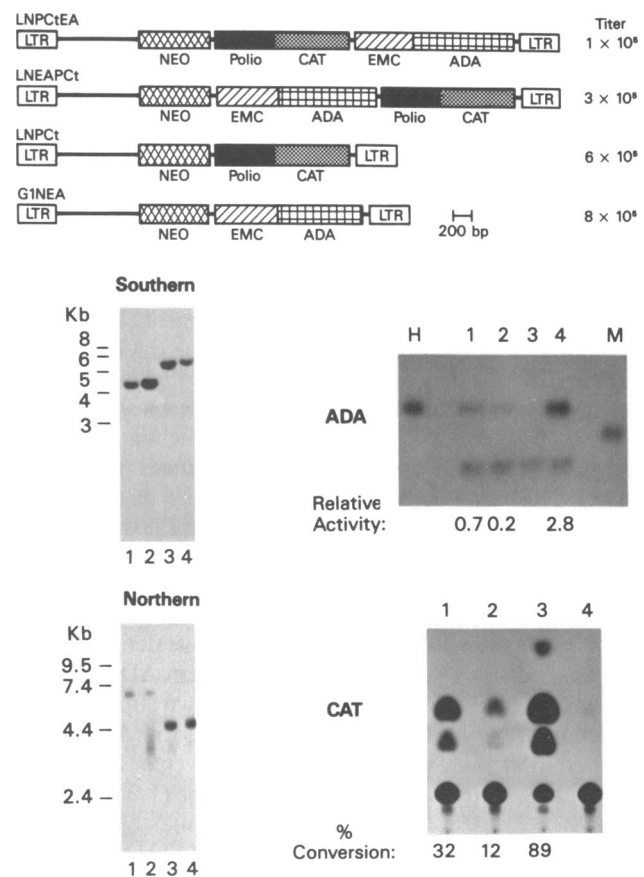 LNPCtEA Titer
LTR LTR 1 × 10⁵
NEO Polio CAT EMC ADA
LNEAPCt
LTR LTR 3 × 10⁵
NEO EMC ADA Polio CAT
LNPCt
LTR LTR 6 × 10⁵
NEO Polio CAT
G1NEA
LTR LTR 8 × 10⁵
NEO EMC ADA 200 bp
Southern
Kb
8
6
5
4
3
1 2 3 4
H 1 2 3 4 M
ADA
Relative
Activity: 0.7 0.2 2.8
Northern
Kb
9.5
7.4
4.4
2.4
1 2 3 4
1 2 3 4
CAT
%
Conversion: 32 12 89